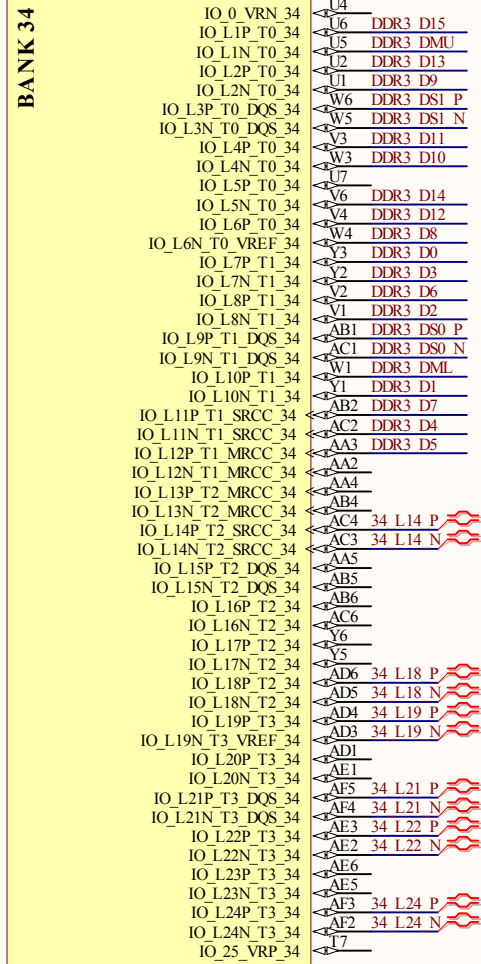 BANK 34
IO_0_VRN_34 U4
IO_L1P_T0_34 U6 DDR3_D15
IO_L1N_T0_34 U5 DDR3_DMU
IO_L2P_T0_34 U2 DDR3_D13
IO_L2N_T0_34 U1 DDR3_D9
IO_L3P_T0_DQS_34 W6 DDR3_DS1_P
IO_L3N_T0_DQS_34 W5 DDR3_DS1_N
IO_L4P_T0_34 V3 DDR3_D11
IO_L4N_T0_34 W3 DDR3_D10
IO_L5P_T0_34 U7
IO_L5N_T0_34 V6 DDR3_D14
IO_L6P_T0_34 V4 DDR3_D12
IO_L6N_T0_VREF_34 W4 DDR3_D8
IO_L7P_T1_34 Y3 DDR3_D0
IO_L7N_T1_34 Y2 DDR3_D3
IO_L8P_T1_34 V2 DDR3_D6
IO_L8N_T1_34 V1 DDR3_D2
IO_L9P_T1_DQS_34 AB1 DDR3_DS0_P
IO_L9N_T1_DQS_34 AC1 DDR3_DS0_N
IO_L10P_T1_34 W1 DDR3_DML
IO_L10N_T1_34 Y1 DDR3_D1
IO_L11P_T1_SRCC_34 AB2 DDR3_D7
IO_L11N_T1_SRCC_34 AC2 DDR3_D4
IO_L12P_T1_MRCC_34 AA3 DDR3_D5
IO_L12N_T1_MRCC_34 AA2
IO_L13P_T2_MRCC_34 AA4
IO_L13N_T2_MRCC_34 AB4
IO_L14P_T2_SRCC_34 AC4 34_L14_P
IO_L14N_T2_SRCC_34 AC3 34_L14_N
IO_L15P_T2_DQS_34 AA5
IO_L15N_T2_DQS_34 AB5
IO_L16P_T2_34 AB6
IO_L16N_T2_34 AC6
IO_L17P_T2_34 Y6
IO_L17N_T2_34 Y5
IO_L18P_T2_34 AD6 34_L18_P
IO_L18N_T2_34 AD5 34_L18_N
IO_L19P_T3_34 AD4 34_L19_P
IO_L19N_T3_VREF_34 AD3 34_L19_N
IO_L20P_T3_34 AD1
IO_L20N_T3_34 AE1
IO_L21P_T3_DQS_34 AF5 34_L21_P
IO_L21N_T3_DQS_34 AF4 34_L21_N
IO_L22P_T3_34 AE3 34_L22_P
IO_L22N_T3_34 AE2 34_L22_N
IO_L23P_T3_34 AE6
IO_L23N_T3_34 AE5
IO_L24P_T3_34 AF3 34_L24_P
IO_L24N_T3_34 AF2 34_L24_N
IO_25_VRP_34 T7